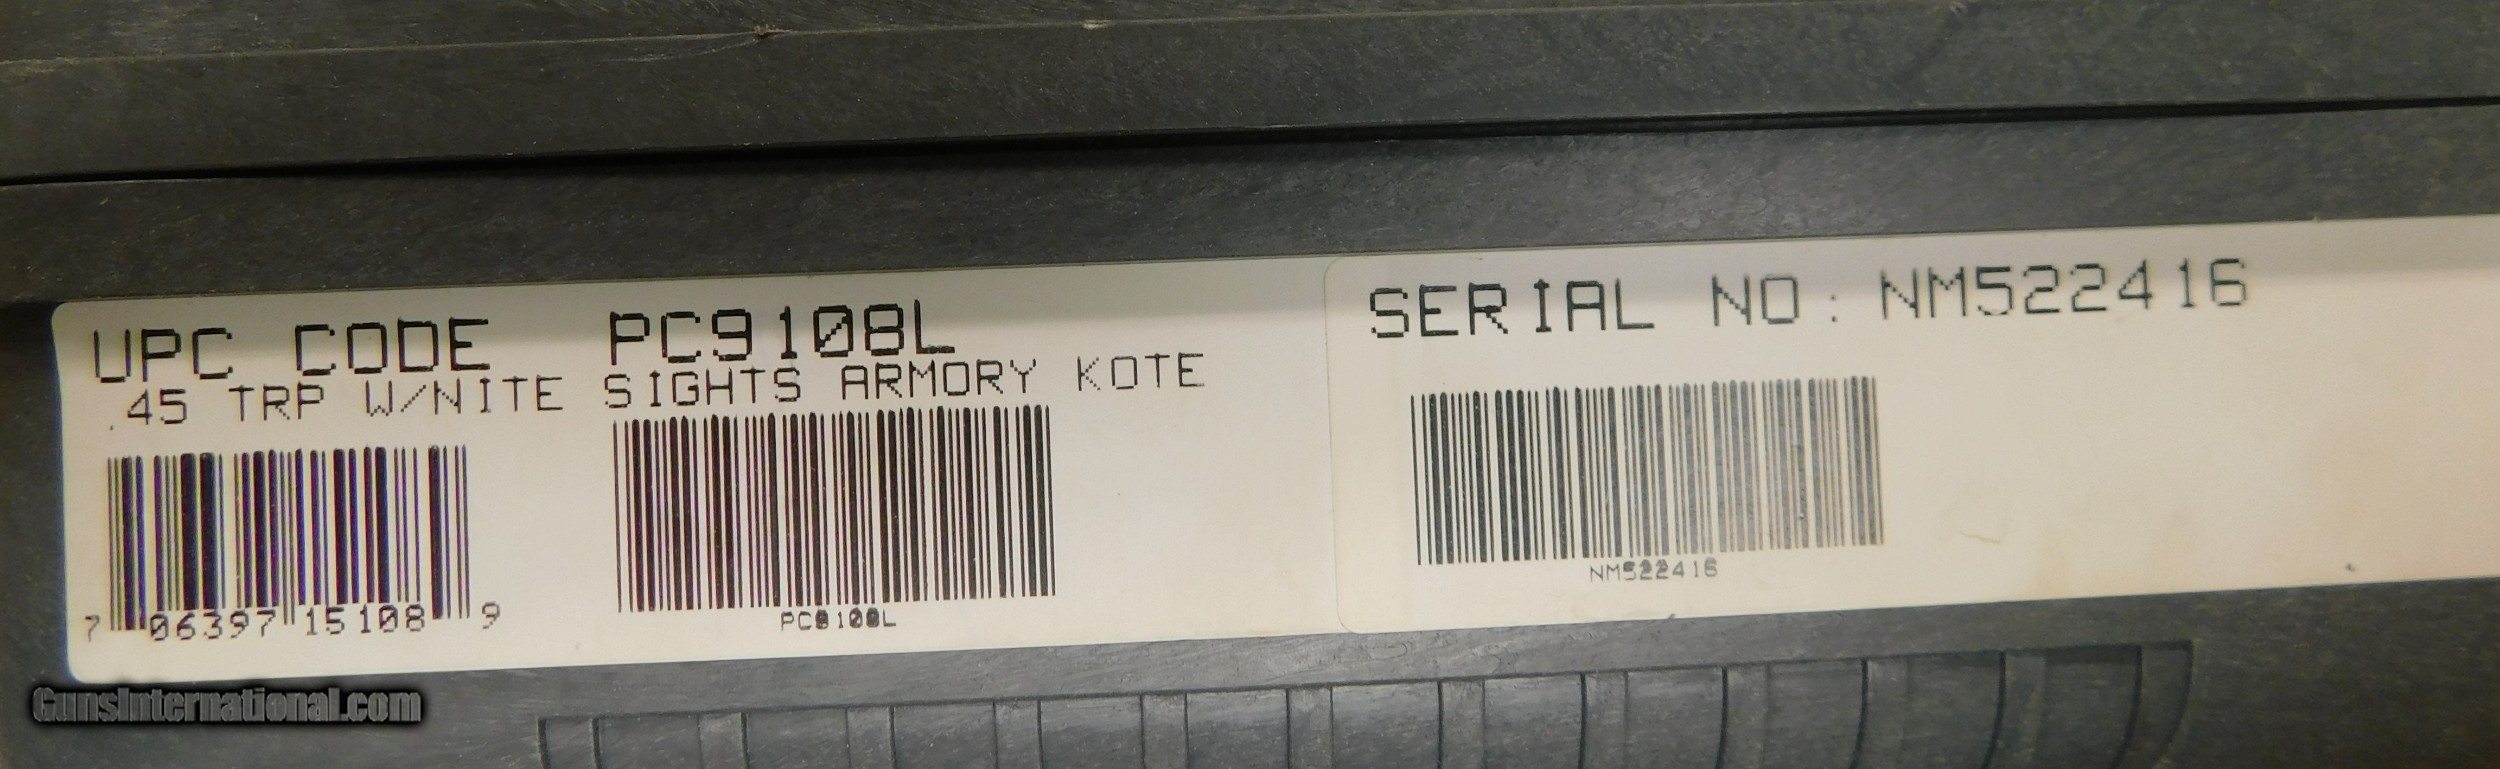 UPC CODE PC9108L
.45 TRP W/NITE SIGHTS ARMORY KOTE
7 06397 15108 9
PC9108L
SERIAL NO: NM522416
NM522416
GunsInternational.com